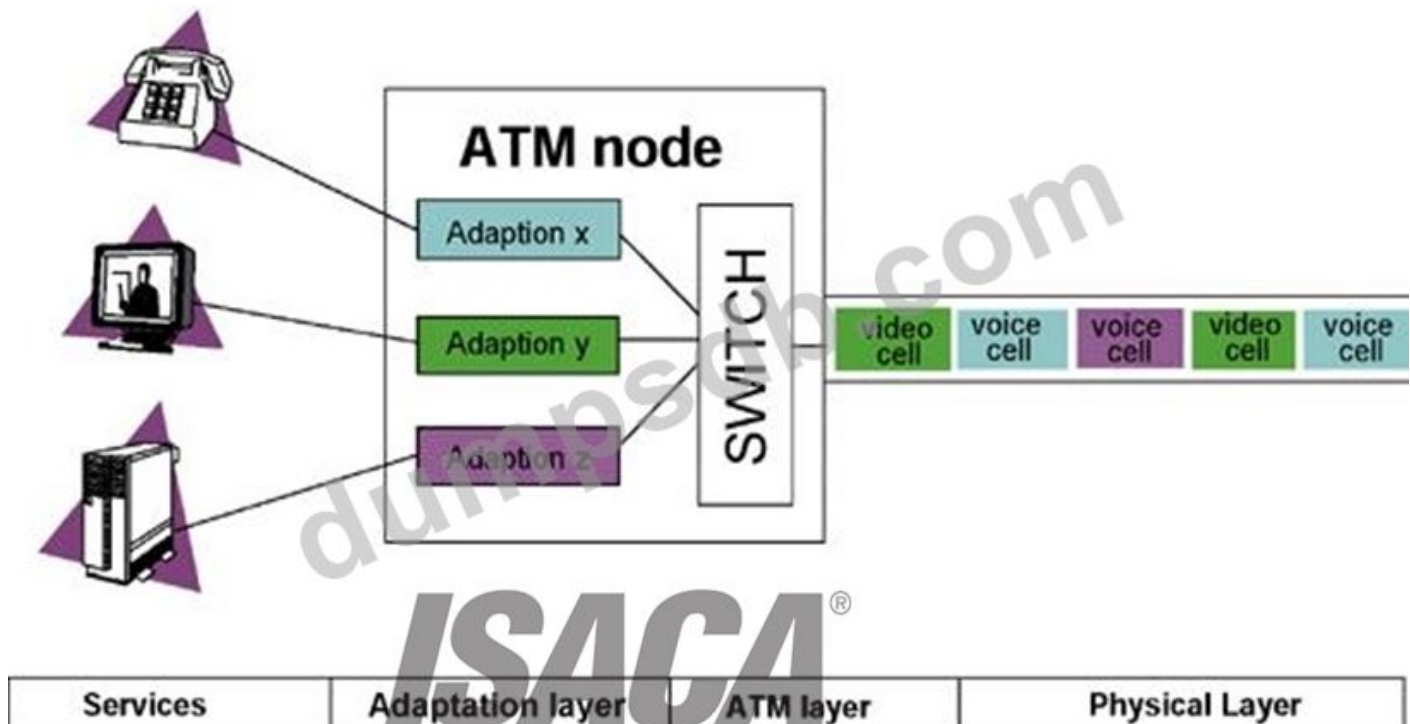 ATM node
Adaption x
Adaption y
Adaption z
SWITCH
video cell
voice cell
voice cell
video cell
voice cell
dumpsdb.com
ISACA®
Services
Adaptation layer
ATM layer
Physical Layer